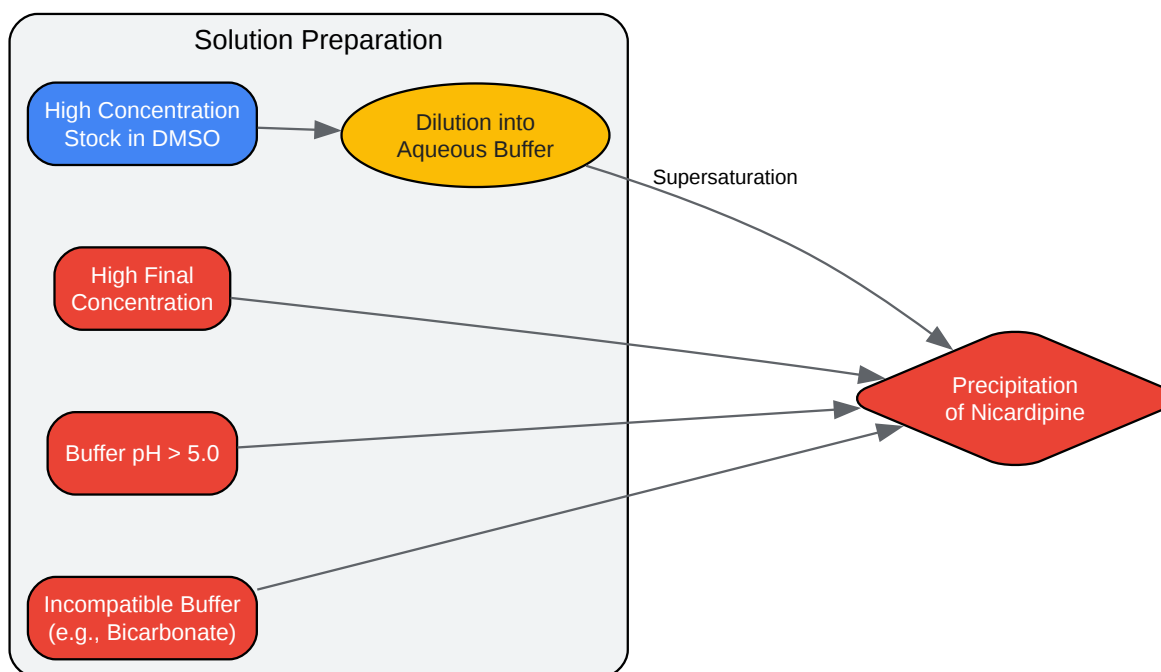 Solution Preparation
High Concentration
Stock in DMSO
Dilution into
Aqueous Buffer
Supersaturation
High Final
Concentration
Precipitation
of Nicardipine
Buffer pH > 5.0
Incompatible Buffer
(e.g., Bicarbonate)